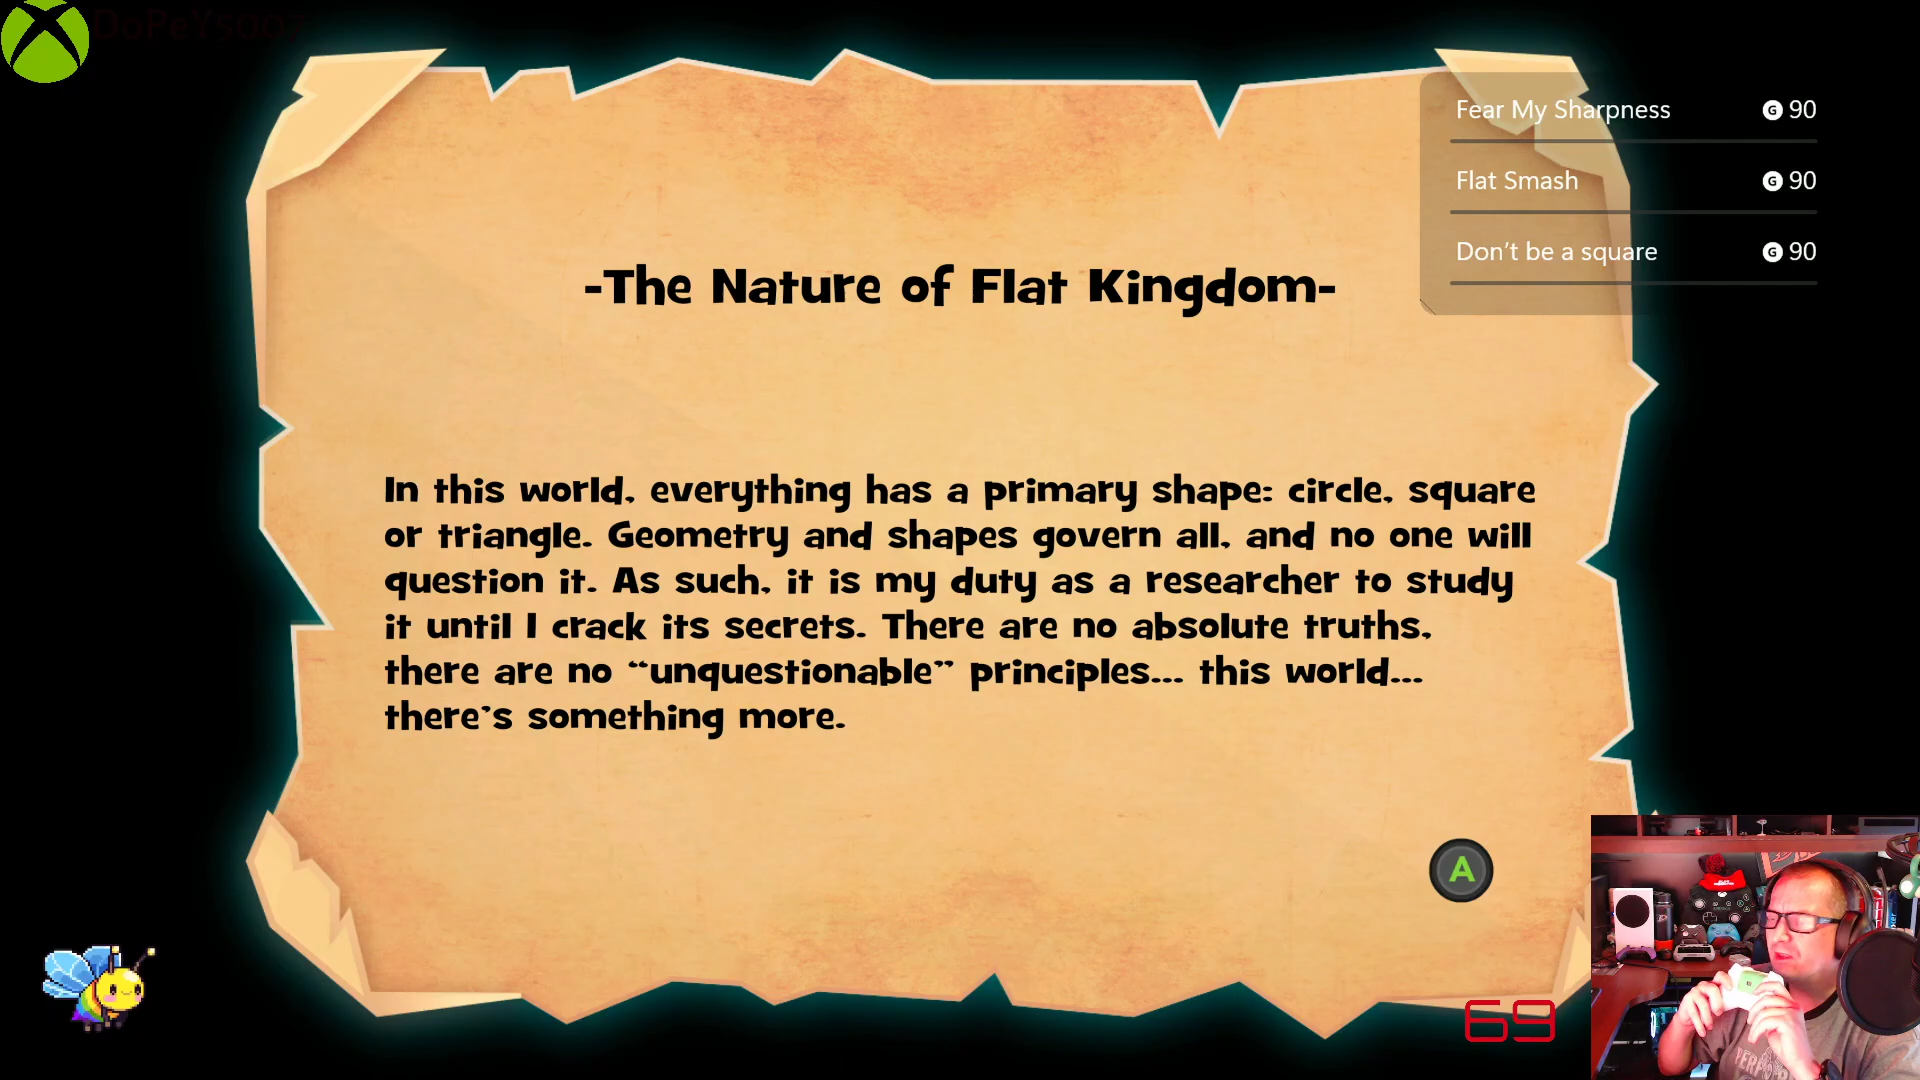 DoPeY5007
Fear My Sharpness G 90
Flat Smash G 90
Don't be a square G 90
-The Nature of Flat Kingdom-
In this world, everything has a primary shape: circle, square
or triangle. Geometry and shapes govern all, and no one will
question it. As such, it is my duty as a researcher to study
it until I crack its secrets. There are no absolute truths,
there are no “unquestionable” principles... this world...
there's something more.
A
69